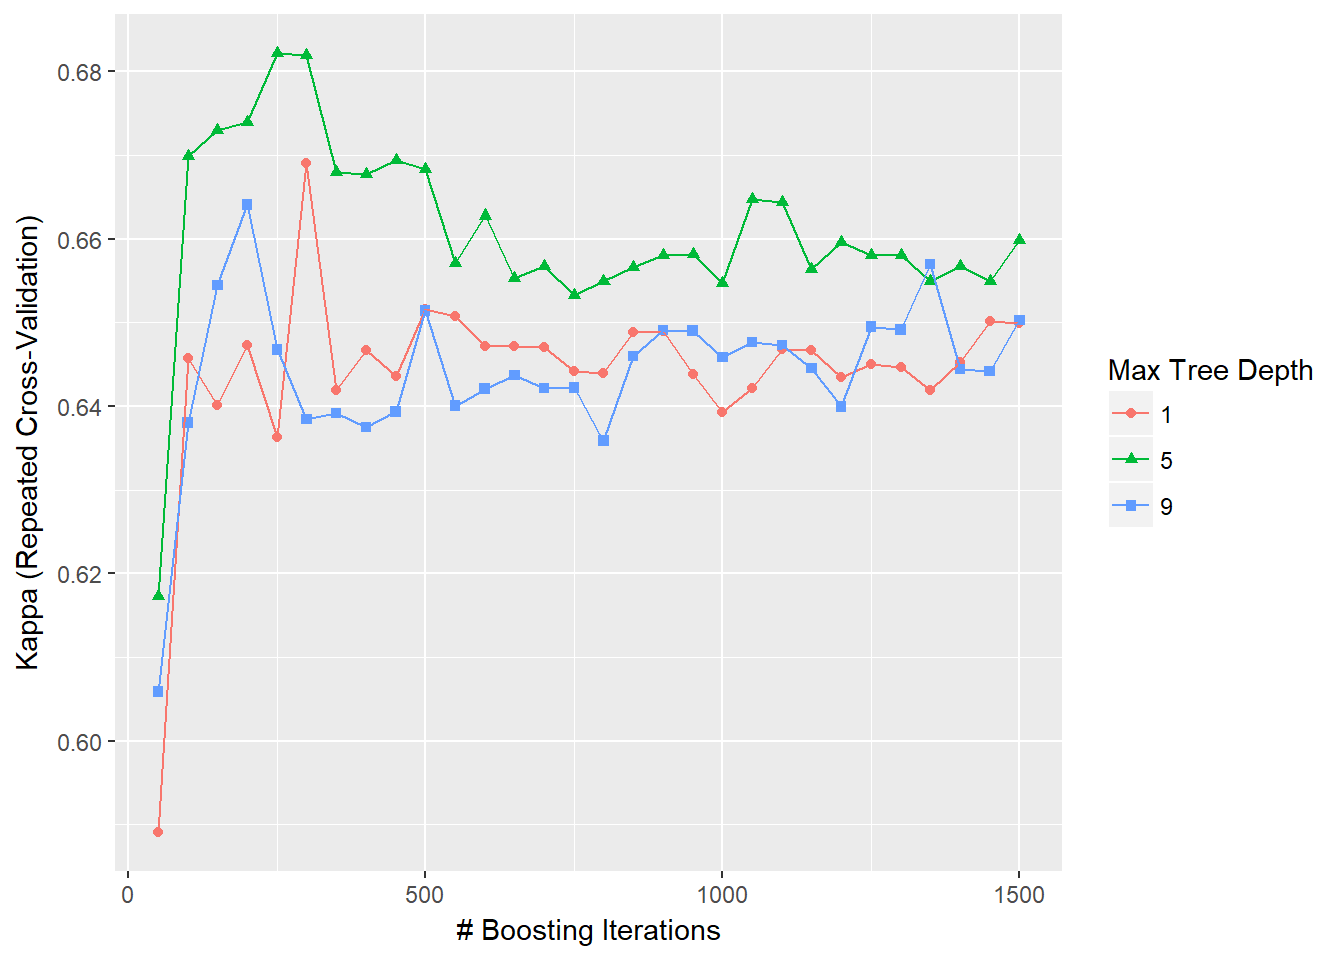 0.68
0.66
0.64
0.62
0.60
Kappa (Repeated Cross-Validation)
0 500 1000 1500
# Boosting Iterations
Max Tree Depth
1
5
9